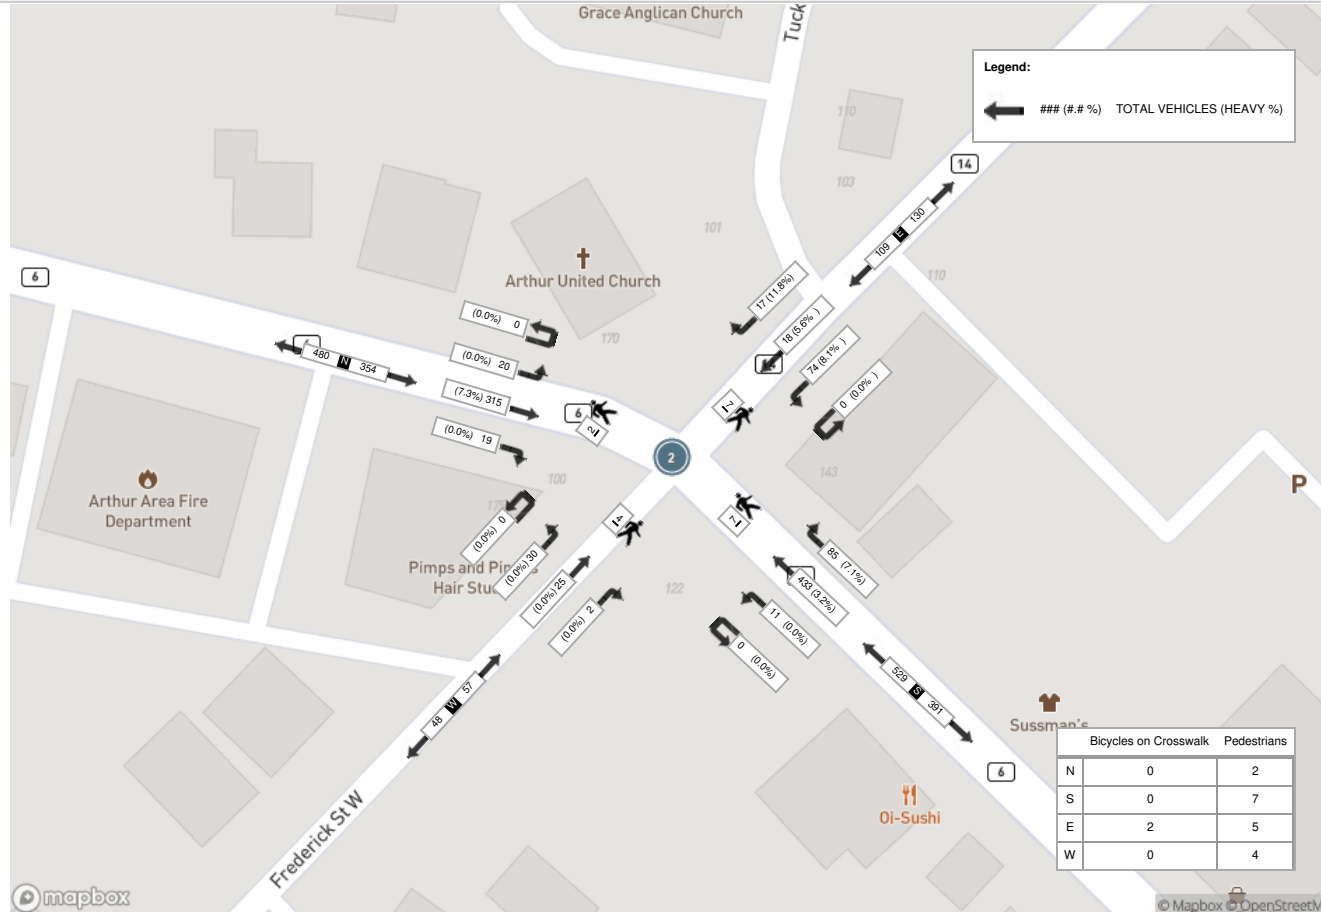 Grace Anglican Church
Tuck
Legend:
### (#.# %) TOTAL VEHICLES (HEAVY %)
110
14
103
101
6
Arthur United Church
170
110
109 E 130
17 (11.8%)
18 (5.6% )
74 (8.1% )
0 (0.0% )
(0.0%) 0
480 N 354
(0.0%) 20
(7.3%) 315
6
(0.0%) 19
2
7
2
100
143
P
Arthur Area Fire
Department
(0.0%) 0
(0.0%) 30
(0.0%) 25
(0.0%) 2
4
7
Pimps and
Hair
122
85 (7.1%)
433 (3.2%)
11 (0.0%)
0 (0.0%)
48 W 57
529 S 391
Sussman's
6
Oi-Sushi
Frederick St W
Bicycles on Crosswalk Pedestrians
N 0 2
S 0 7
E 2 5
W 0 4
mapbox
© Mapbox © OpenStreetM